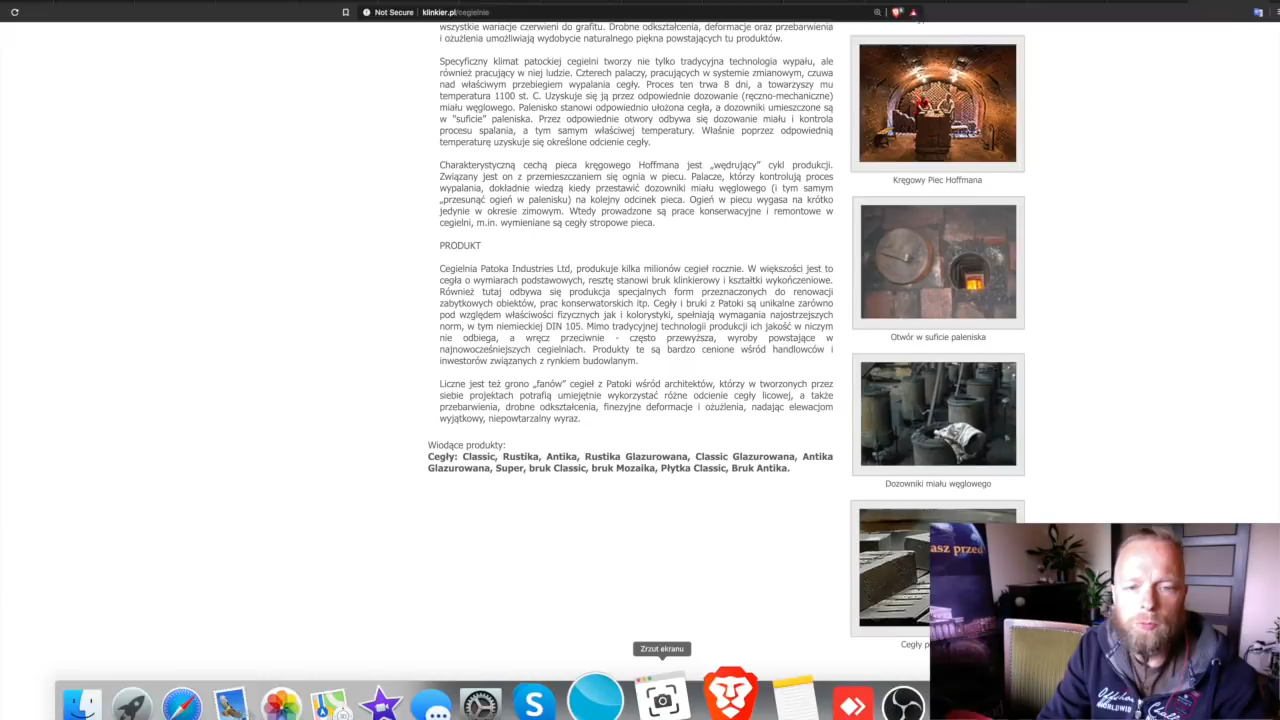 Not Secure | klinkier.pl/cegielnie
wszystkie wariacje czerwieni do grafitu. Drobne odkształcenia, deformacje oraz przebarwienia
i ożużlenia umożliwiają wydobycie naturalnego piękna powstających tu produktów.
Specyficzny klimat patockiej cegielni tworzy nie tylko tradycyjna technologia wypału, ale
również pracujący w niej ludzie. Czterech palaczy, pracujących w systemie zmianowym, czuwa
nad właściwym przebiegiem wypalania cegły. Proces ten trwa 8 dni, a towarzyszy mu
temperatura 1100 st. C. Uzyskuje się ją przez odpowiednie dozowanie (ręczno-mechaniczne)
miału węglowego. Palenisko stanowi odpowiednio ułożona cegła, a dozowniki umieszczone są
w "suficie" paleniska. Przez odpowiednie otwory odbywa się dozowanie miału i kontrola
procesu spalania, a tym samym właściwej temperatury. Właśnie poprzez odpowiednią
temperaturę uzyskuje się określone odcienie cegły.
Charakterystyczną cechą pieca kręgowego Hoffmana jest „wędrujący” cykl produkcji.
Związany jest on z przemieszczaniem się ognia w piecu. Palacze, którzy kontrolują proces
wypalania, dokładnie wiedzą kiedy przestawić dozowniki miału węglowego (i tym samym
„przesunąć ogień w palenisku) na kolejny odcinek pieca. Ogień w piecu wygasa na krótko
jedynie w okresie zimowym. Wtedy prowadzone są prace konserwacyjne i remontowe w
cegielni, m.in. wymieniane są cegły stropowe pieca.
PRODUKT
Cegielnia Patoka Industries Ltd, produkuje kilka milionów cegieł rocznie. W większości jest to
cegła o wymiarach podstawowych, resztę stanowi bruk klinkierowy i kształtki wykończeniowe.
Również tutaj odbywa się produkcja specjalnych form przeznaczonych do renowacji
zabytkowych obiektów, prac konserwatorskich itp. Cegły i bruki z Patoki są unikalne zarówno
pod względem właściwości fizycznych jak i kolorystyki, spełniają wymagania najostrzejszych
norm, w tym niemieckiej DIN 105. Mimo tradycyjnej technologii produkcji ich jakość w niczym
nie odbiega, a wręcz przeciwnie - często przewyższa, wyroby powstające w
najnowocześniejszych cegielniach. Produkty te są bardzo cenione wśród handlowców i
inwestorów związanych z rynkiem budowlanym.
Liczne jest też grono „fanów” cegieł z Patoki wśród architektów, którzy w tworzonych przez
siebie projektach potrafią umiejętnie wykorzystać różne odcienie cegły licowej, a także
przebarwienia, drobne odkształcenia, finezyjne deformacje i ożużlenia, nadając elewacjom
wyjątkowy, niepowtarzalny wyraz.
Wiodące produkty:
Cegły: Classic, Rustika, Antika, Rustika Glazurowana, Classic Glazurowana, Antika
Glazurowana, Super, bruk Classic, bruk Mozaika, Płytka Classic, Bruk Antika.
Kręgowy Piec Hoffmana
Otwór w suficie paleniska
Dozowniki miału węglowego
Cegły
asz przed
Zrzut ekranu
Offshore
WORLDWID